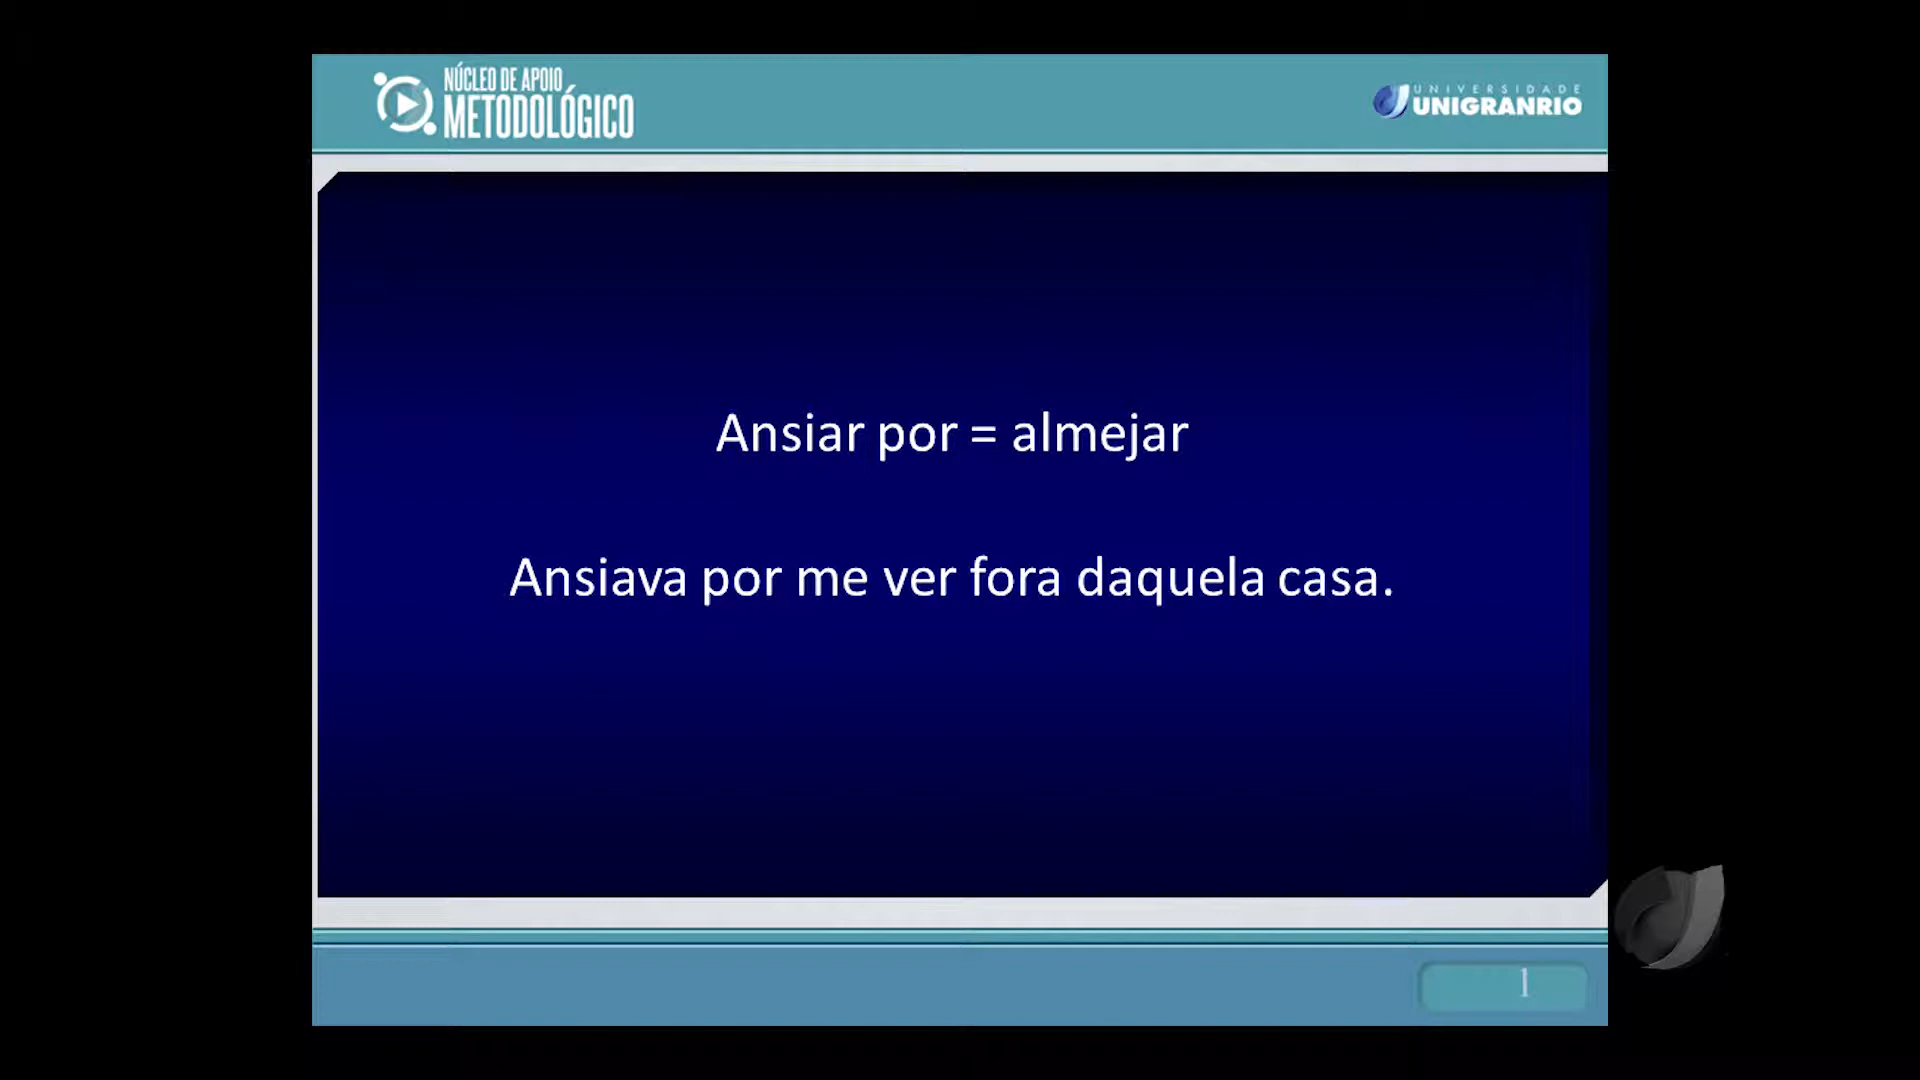 NÚCLEO DE APOIO
METODOLÓGICO
UNIVERSIDADE
UNIGRANRIO
Ansiar por = almejar
Ansiava por me ver fora daquela casa.
1